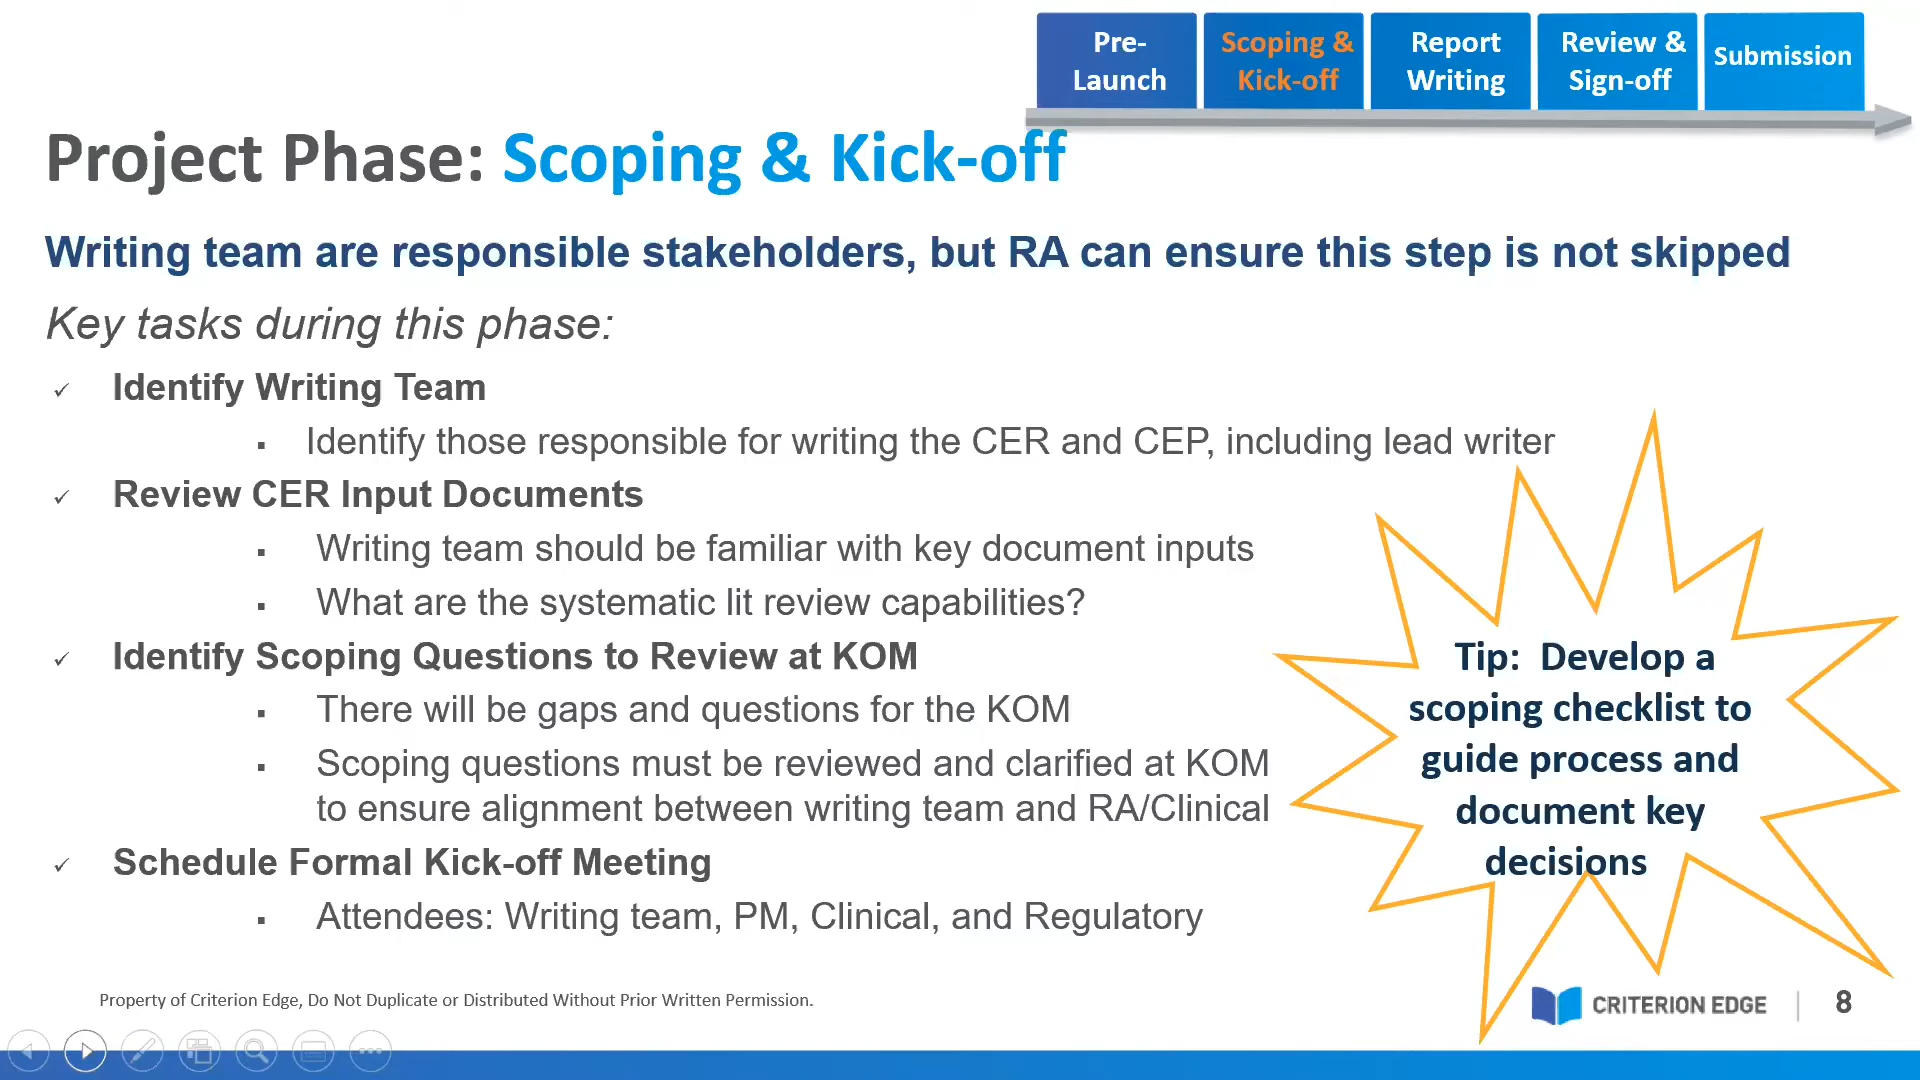 Pre-
Launch
Scoping &
Kick-off
Report
Writing
Review &
Sign-off
Submission
Project Phase: Scoping & Kick-off
Writing team are responsible stakeholders, but RA can ensure this step is not skipped
Key tasks during this phase:
✓ Identify Writing Team
▪ Identify those responsible for writing the CER and CEP, including lead writer
✓ Review CER Input Documents
▪ Writing team should be familiar with key document inputs
▪ What are the systematic lit review capabilities?
✓ Identify Scoping Questions to Review at KOM
▪ There will be gaps and questions for the KOM
▪ Scoping questions must be reviewed and clarified at KOM
to ensure alignment between writing team and RA/Clinical
✓ Schedule Formal Kick-off Meeting
▪ Attendees: Writing team, PM, Clinical, and Regulatory
Tip: Develop a
scoping checklist to
guide process and
document key
decisions
Property of Criterion Edge, Do Not Duplicate or Distributed Without Prior Written Permission.
CRITERION EDGE | 8